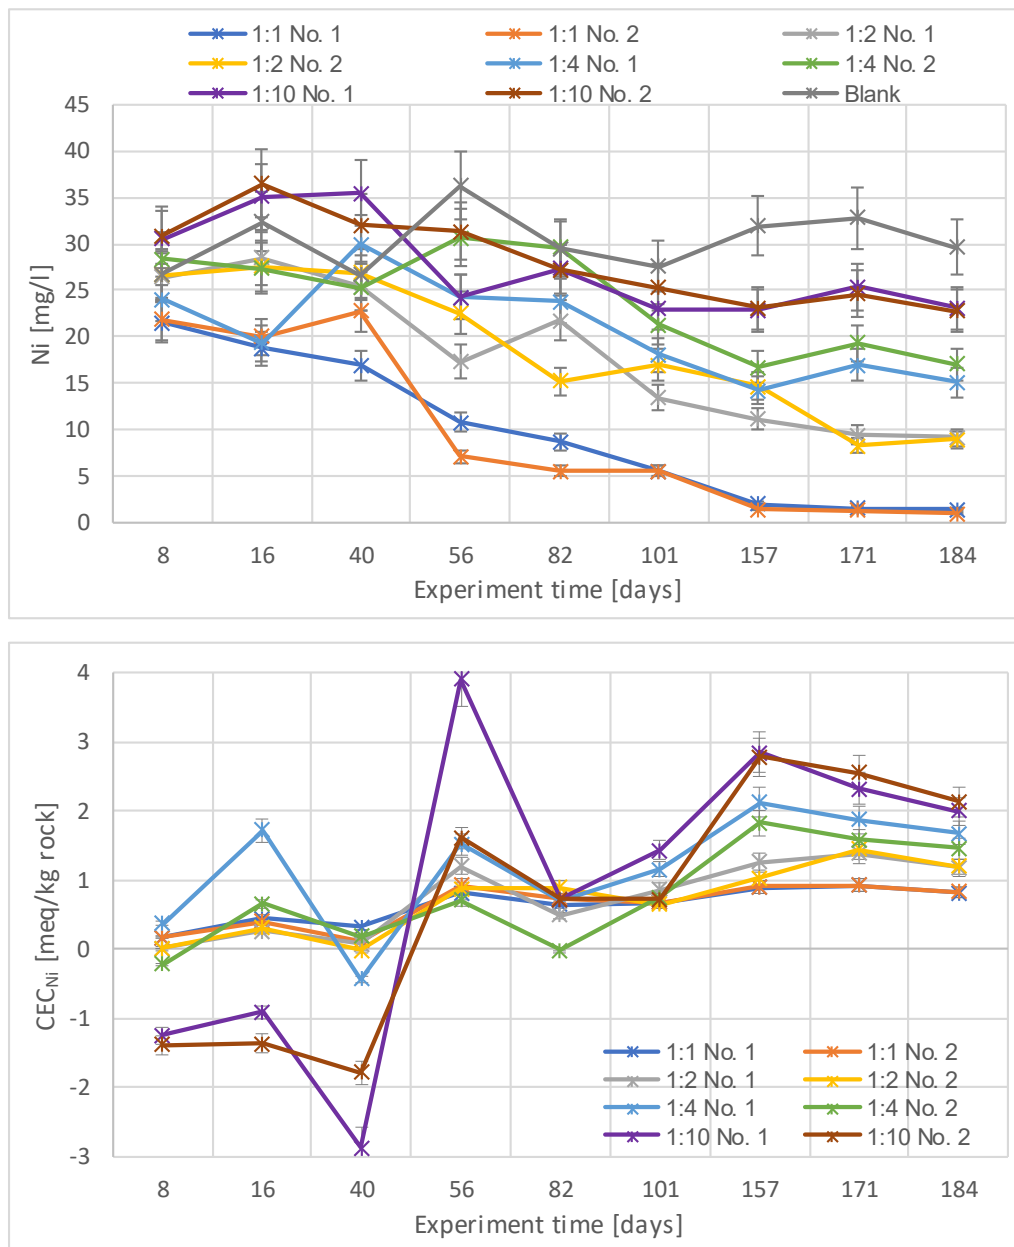 1:1 No. 1 1:1 No. 2 1:2 No. 1
1:2 No. 2 1:4 No. 1 1:4 No. 2
1:10 No. 1 1:10 No. 2 Blank
45
40
35
30
25
20
15
10
5
0
Ni [mg/l]
8 16 40 56 82 101 157 171 184
Experiment time [days]
4
3
2
1
0
-1
-2
-3
CEC_Ni [meq/kg rock]
1:1 No. 1 1:1 No. 2
1:2 No. 1 1:2 No. 2
1:4 No. 1 1:4 No. 2
1:10 No. 1 1:10 No. 2
8 16 40 56 82 101 157 171 184
Experiment time [days]